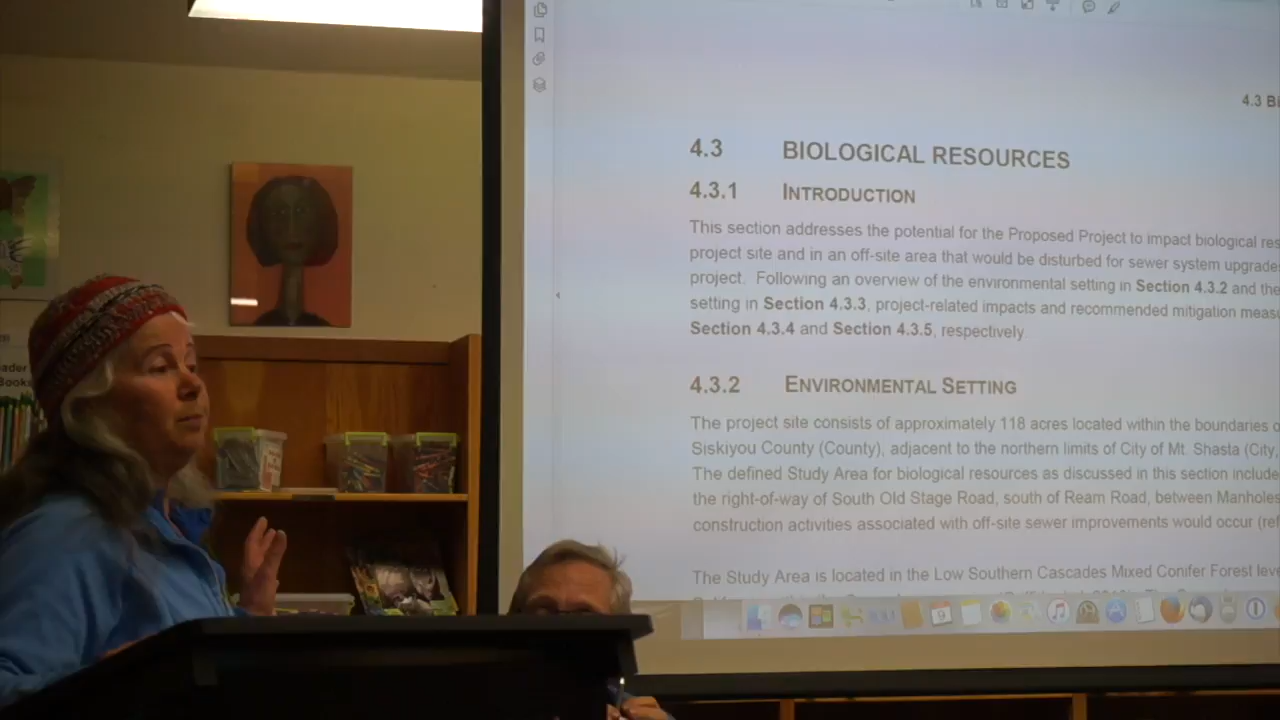 4.3 Bi
4.3 BIOLOGICAL RESOURCES
4.3.1 INTRODUCTION
This section addresses the potential for the Proposed Project to impact biological res
project site and in an off-site area that would be disturbed for sewer system upgrade
project. Following an overview of the environmental setting in Section 4.3.2 and the
setting in Section 4.3.3, project-related impacts and recommended mitigation meas
Section 4.3.4 and Section 4.3.5, respectively
4.3.2 ENVIRONMENTAL SETTING
The project site consists of approximately 118 acres located within the boundaries o
Siskiyou County (County), adjacent to the northern limits of City of Mt. Shasta (City,
The defined Study Area for biological resources as discussed in this section include
the right-of-way of South Old Stage Road, south of Ream Road, between Manholes
construction activities associated with off-site sewer improvements would occur (ref
The Study Area is located in the Low Southern Cascades Mixed Conifer Forest leve
ader
Books